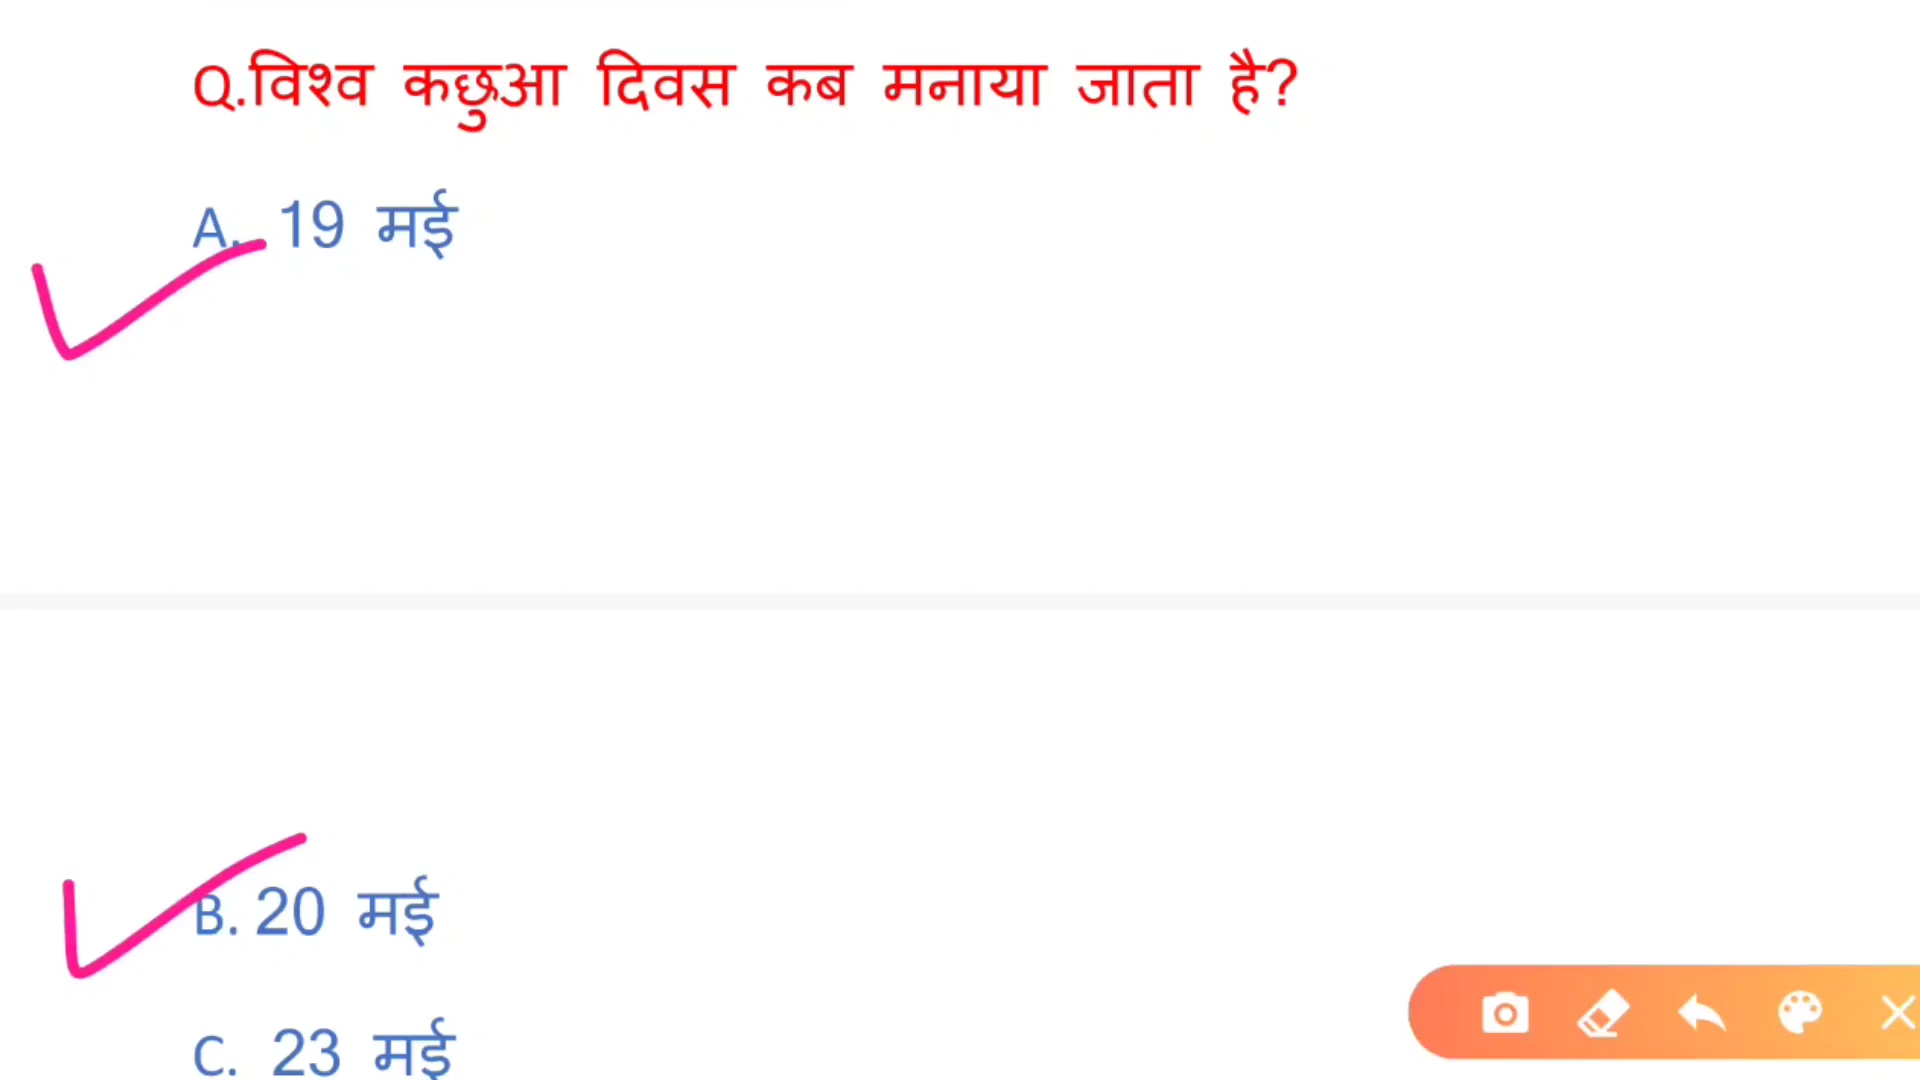 Q.विश्व कछुआ दिवस कब मनाया जाता है?
A. 19 मई
B. 20 मई
C. 23 मई